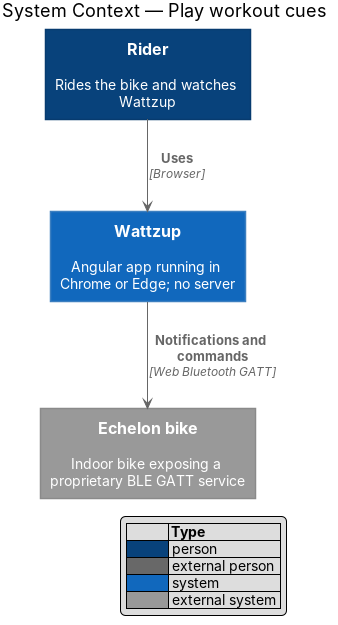 System Context — Play workout cues
Rider
Rides the bike and watches
Wattzup
Uses
[Browser]
Wattzup
Angular app running in
Chrome or Edge; no server
Notifications and
commands
[Web Bluetooth GATT]
Echelon bike
Indoor bike exposing a
proprietary BLE GATT service
Type
person
external person
system
external system